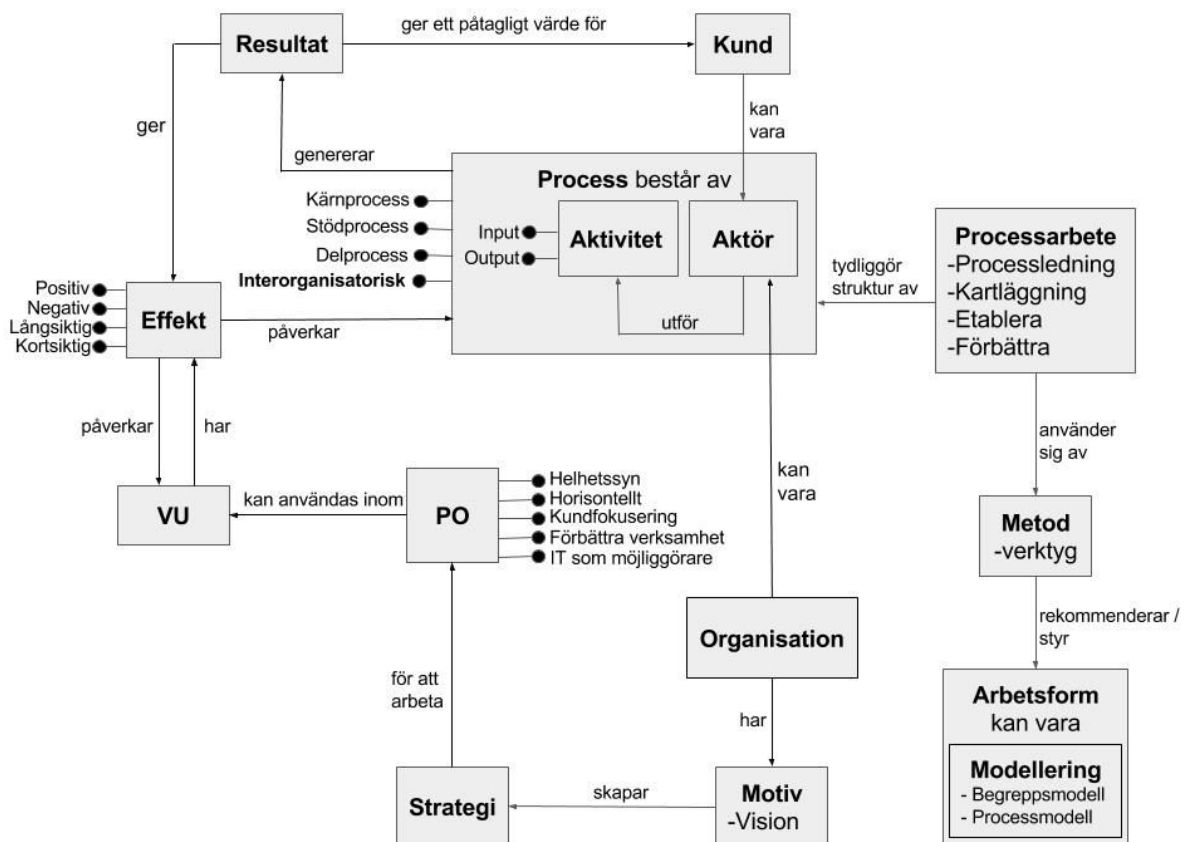 ger ett påtagligt värde för
Resultat
Kund
ger
kan
vara
genererar
Process består av
Kärnprocess
Stödprocess
Delprocess
Interorganisatorisk
Input
Output
Aktivitet
Aktör
utför
Processarbete
-Processledning
-Kartläggning
-Etablera
-Förbättra
tydliggör
struktur av
Positiv
Negativ
Långsiktig
Kortsiktig
Effekt
påverkar
påverkar
har
använder
sig av
VU
kan användas inom
PO
Helhetssyn
Horisontellt
Kundfokusering
Förbättra verksamhet
IT som möjliggörare
kan
vara
Metod
-verktyg
Organisation
rekommenderar /
styr
för att
arbeta
har
Arbetsform
kan vara
Modellering
- Begreppsmodell
- Processmodell
Strategi
skapar
Motiv
-Vision